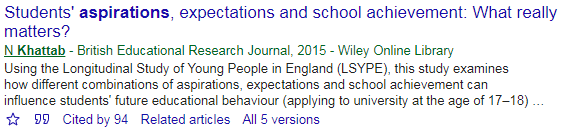 Students' aspirations, expectations and school achievement: What really
matters?
N Khattab - British Educational Research Journal, 2015 - Wiley Online Library
Using the Longitudinal Study of Young People in England (LSYPE), this study examines
how different combinations of aspirations, expectations and school achievement can
influence students' future educational behaviour (applying to university at the age of 17–18) ...
Cited by 94 Related articles All 5 versions